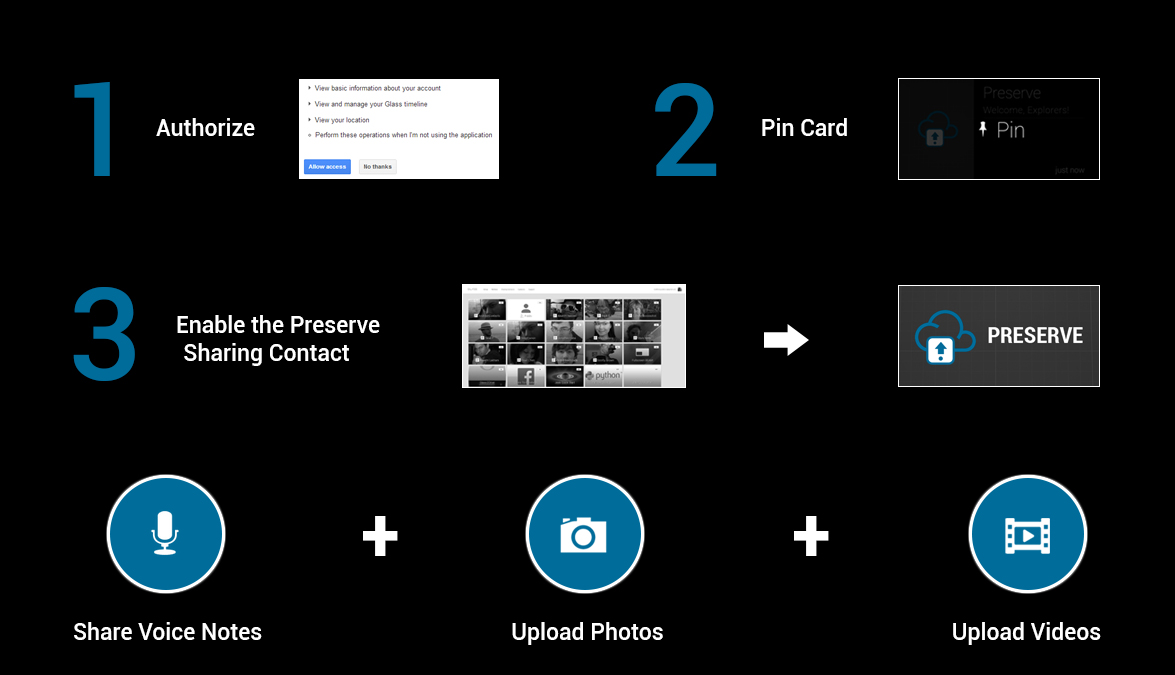 1
Authorize
View basic information about your account
View and manage your Glass timeline
View your location
Perform these operations when I'm not using the application
Allow access
No thanks
2
Pin Card
Preserve
Welcome, Explorers!
Pin
just now
3
Enable the Preserve
Sharing Contact
python
PRESERVE
Share Voice Notes
Upload Photos
Upload Videos